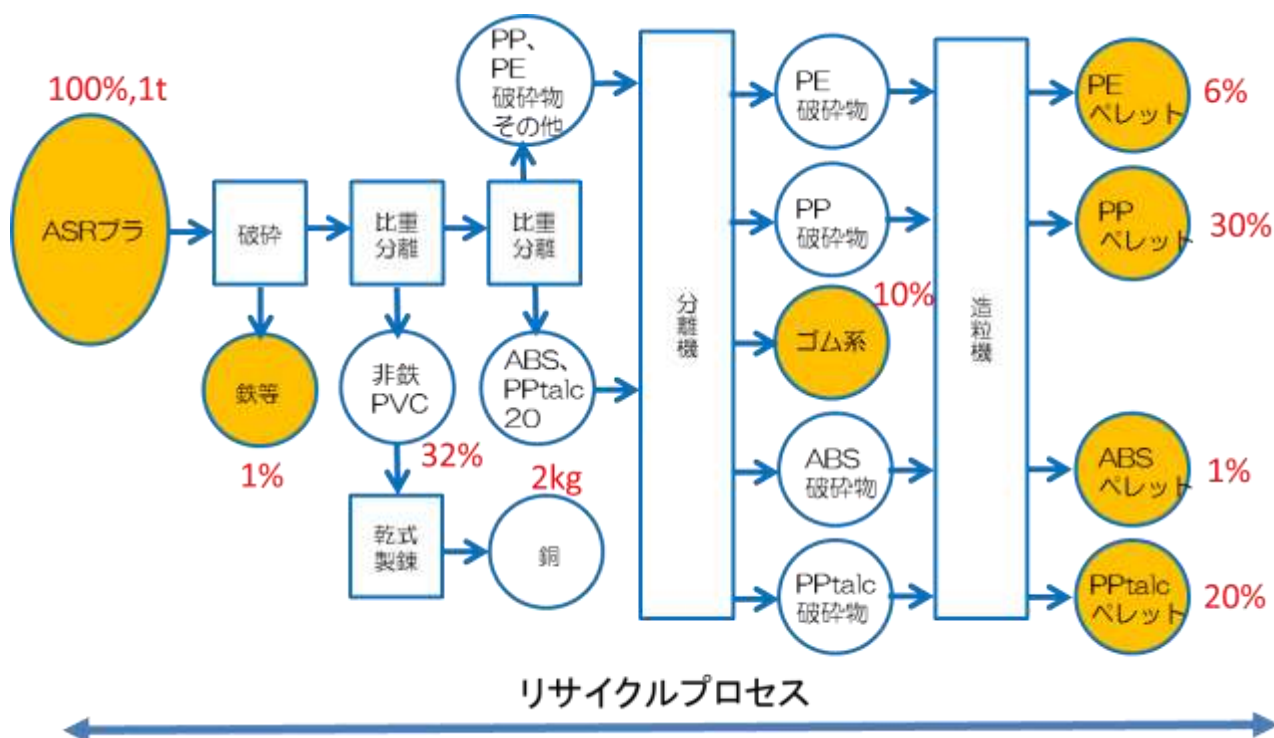 100%,1t
ASRプラ
破砕
比重
分離
比重
分離
PP、
PE
破砕物
その他
鉄等
1%
非鉄
PVC
32%
ABS、
PPtalc
20
乾式
製錬
2kg
銅
分離機
PE
破砕物
PP
破砕物
10%
ゴム系
ABS
破砕物
PPtalc
破砕物
造粒機
PE
ペレット
6%
PP
ペレット
30%
ABS
ペレット
1%
PPtalc
ペレット
20%
リサイクルプロセス